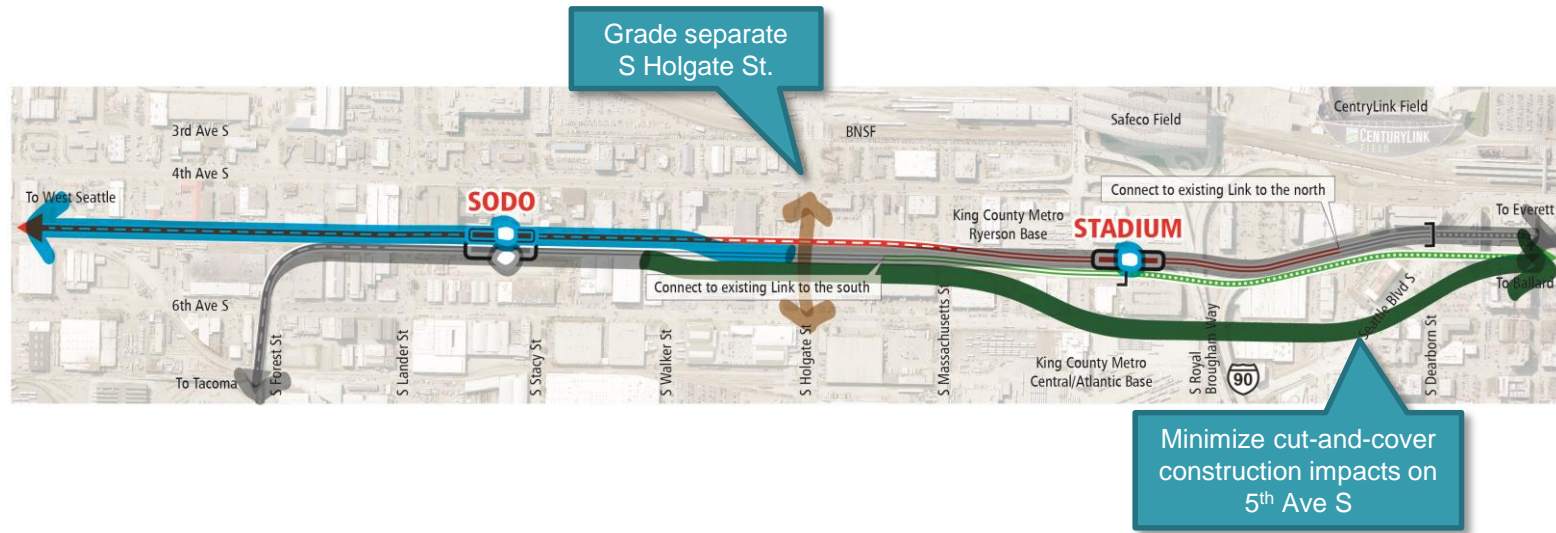 Grade separate
S Holgate St.
3rd Ave S
BNSF
Safeco Field
CentryLink Field
CENTURYLINK
FIELD
4th Ave S
To West Seattle
SODO
Connect to existing Link to the north
King County Metro
Ryerson Base
STADIUM
To Everett
Connect to existing Link to the south
To Ballard
6th Ave S
To Tacoma
S Forest St
S Lander St
S Stacy St
S Walker St
S Holgate St
S Massachusetts St
King County Metro
Central/Atlantic Base
S Royal
Brougham Way
90
Seattle Blvd S
S Dearborn St
Minimize cut-and-cover
construction impacts on
5th Ave S